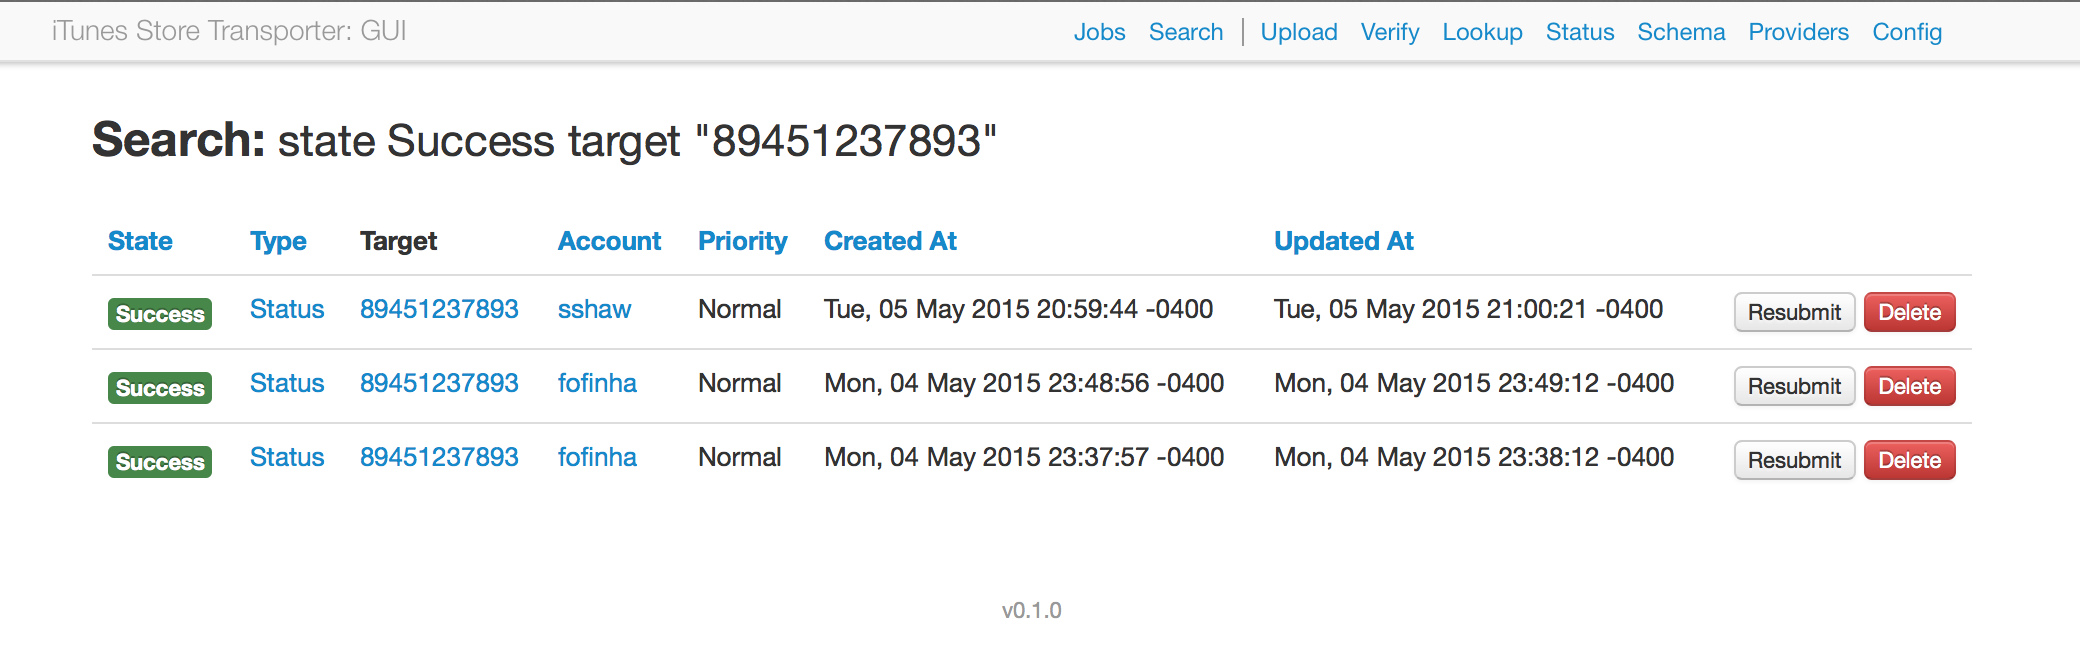 iTunes Store Transporter: GUI Jobs Search Upload Verify Lookup Status Schema Providers Config
Search: state Success target "89451237893"
State Type Target Account Priority Created At Updated At
Success Status 89451237893 sshaw Normal Tue, 05 May 2015 20:59:44 -0400 Tue, 05 May 2015 21:00:21 -0400 Resubmit Delete
Success Status 89451237893 fofinha Normal Mon, 04 May 2015 23:48:56 -0400 Mon, 04 May 2015 23:49:12 -0400 Resubmit Delete
Success Status 89451237893 fofinha Normal Mon, 04 May 2015 23:37:57 -0400 Mon, 04 May 2015 23:38:12 -0400 Resubmit Delete
v0.1.0